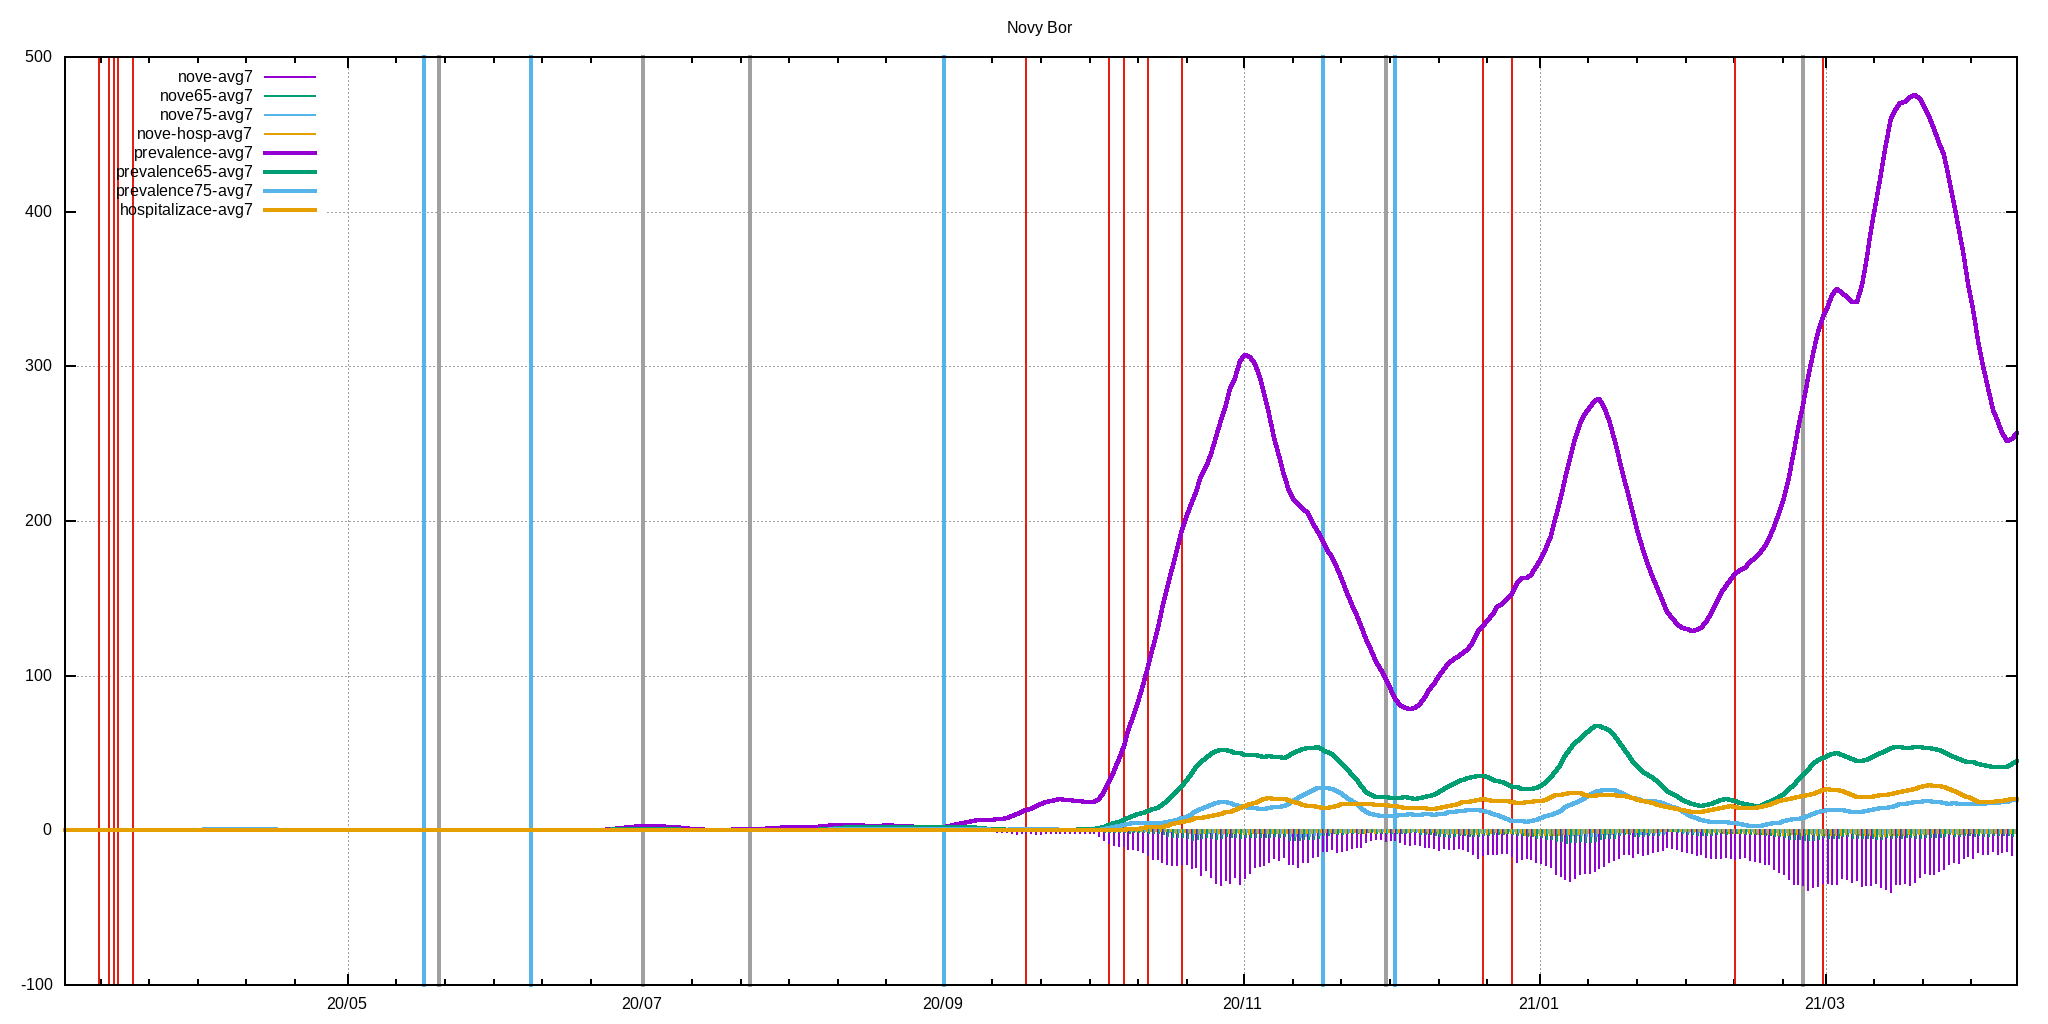 Novy Bor
500
400
300
200
100
0
-100
nove-avg7
nove65-avg7
nove75-avg7
nove-hosp-avg7
prevalence-avg7
prevalence65-avg7
prevalence75-avg7
hospitalizace-avg7
20/05 20/07 20/09 20/11 21/01 21/03